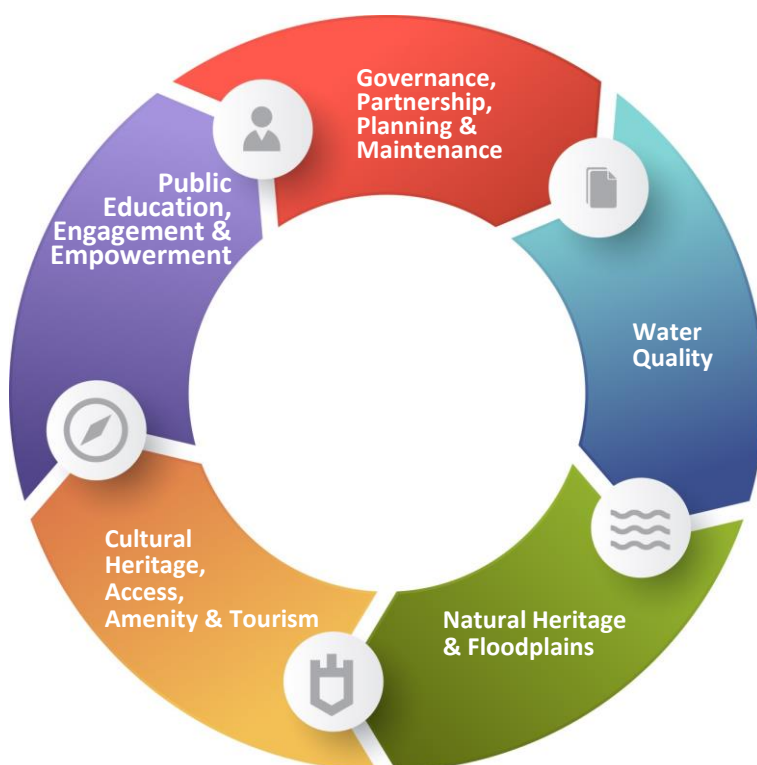 Governance,
Partnership,
Planning &
Maintenance
Water
Quality
Natural Heritage
& Floodplains
Cultural
Heritage,
Access,
Amenity & Tourism
Public
Education,
Engagement &
Empowerment